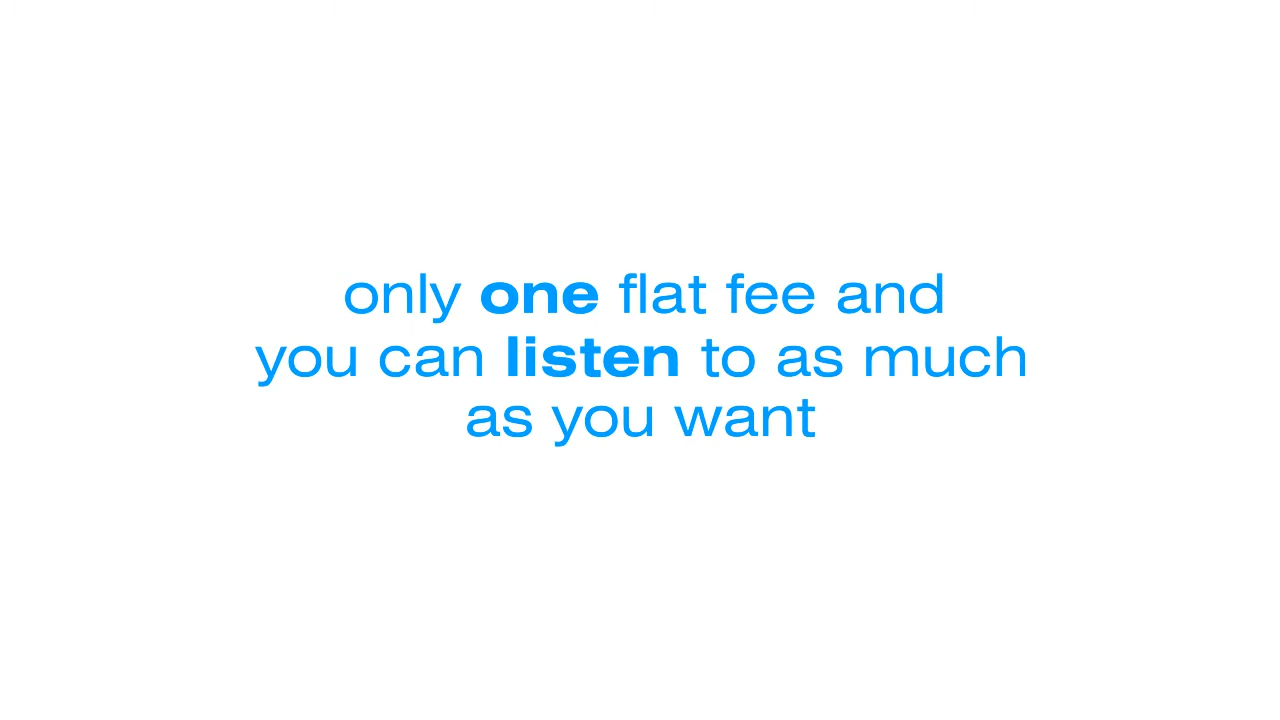 only one flat fee and
you can listen to as much
as you want